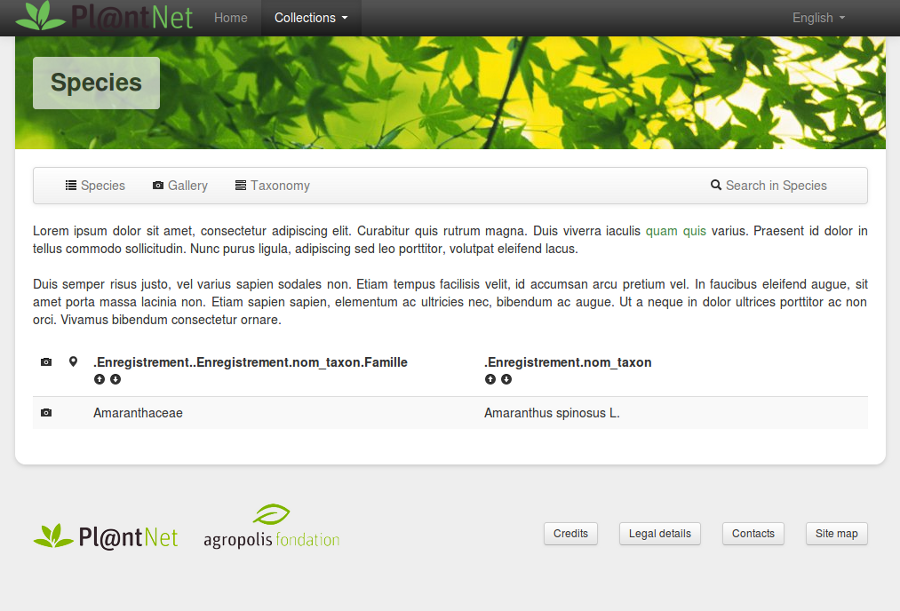 Pl@ntNet Home Collections English
Species
Species Gallery Taxonomy Search in Species
Lorem ipsum dolor sit amet, consectetur adipiscing elit. Curabitur quis rutrum magna. Duis viverra iaculis quam quis varius. Praesent id dolor in
tellus commodo sollicitudin. Nunc purus ligula, adipiscing sed leo porttitor, volutpat eleifend lacus.
Duis semper risus justo, vel varius sapien sodales non. Etiam tempus facilisis velit, id accumsan arcu pretium vel. In faucibus eleifend augue, sit
amet porta massa lacinia non. Etiam sapien sapien, elementum ac ultricies nec, bibendum ac augue. Ut a neque in dolor ultrices porttitor ac non
orci. Vivamus bibendum consectetur ornare.
.Enregistrement..Enregistrement.nom_taxon.Famille .Enregistrement.nom_taxon
Amaranthaceae Amaranthus spinosus L.
Pl@ntNet agropolis fondation Credits Legal details Contacts Site map